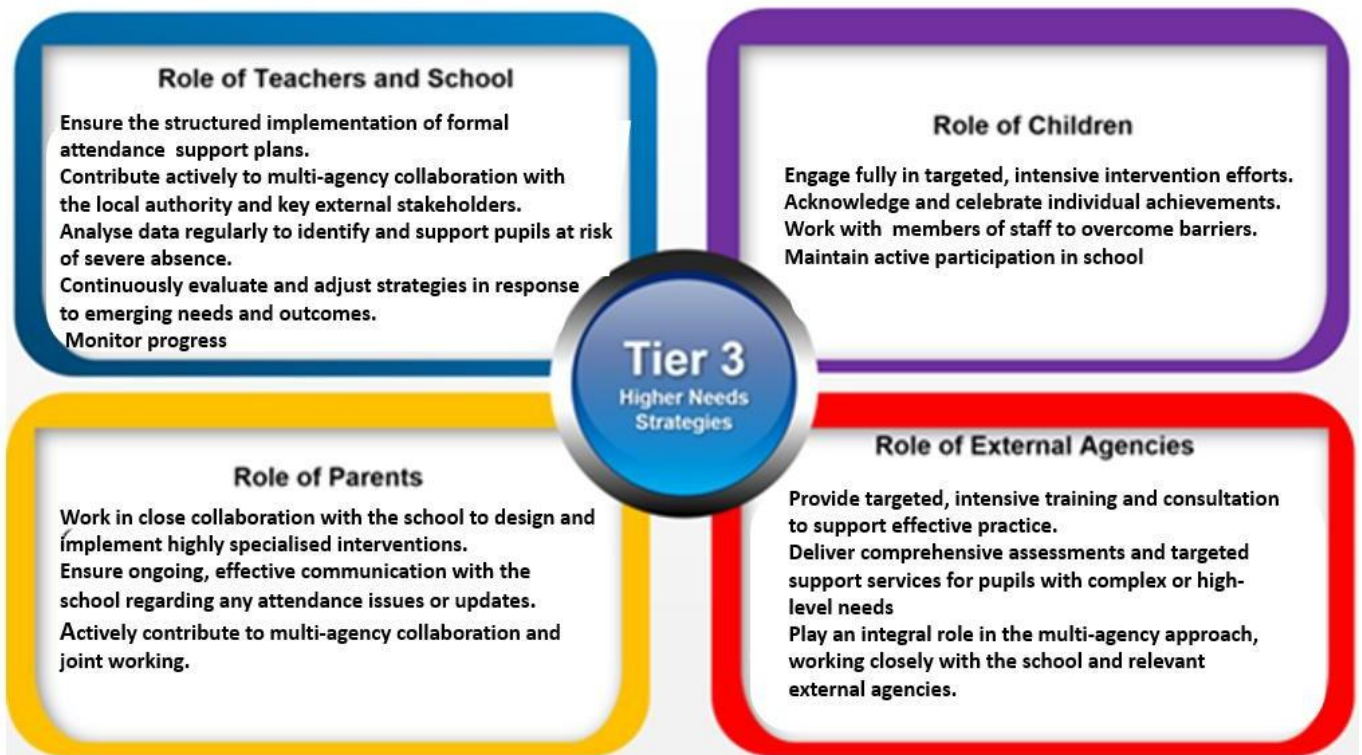 Role of Teachers and School
Ensure the structured implementation of formal
attendance support plans.
Contribute actively to multi-agency collaboration with
the local authority and key external stakeholders.
Analyse data regularly to identify and support pupils at risk
of severe absence.
Continuously evaluate and adjust strategies in response
to emerging needs and outcomes.
Monitor progress
Role of Children
Engage fully in targeted, intensive intervention efforts.
Acknowledge and celebrate individual achievements.
Work with members of staff to overcome barriers.
Maintain active participation in school
Tier 3
Higher Needs
Strategies
Role of Parents
Work in close collaboration with the school to design and
implement highly specialised interventions.
Ensure ongoing, effective communication with the
school regarding any attendance issues or updates.
Actively contribute to multi-agency collaboration and
joint working.
Role of External Agencies
Provide targeted, intensive training and consultation
to support effective practice.
Deliver comprehensive assessments and targeted
support services for pupils with complex or high-
level needs
Play an integral role in the multi-agency approach,
working closely with the school and relevant
external agencies.